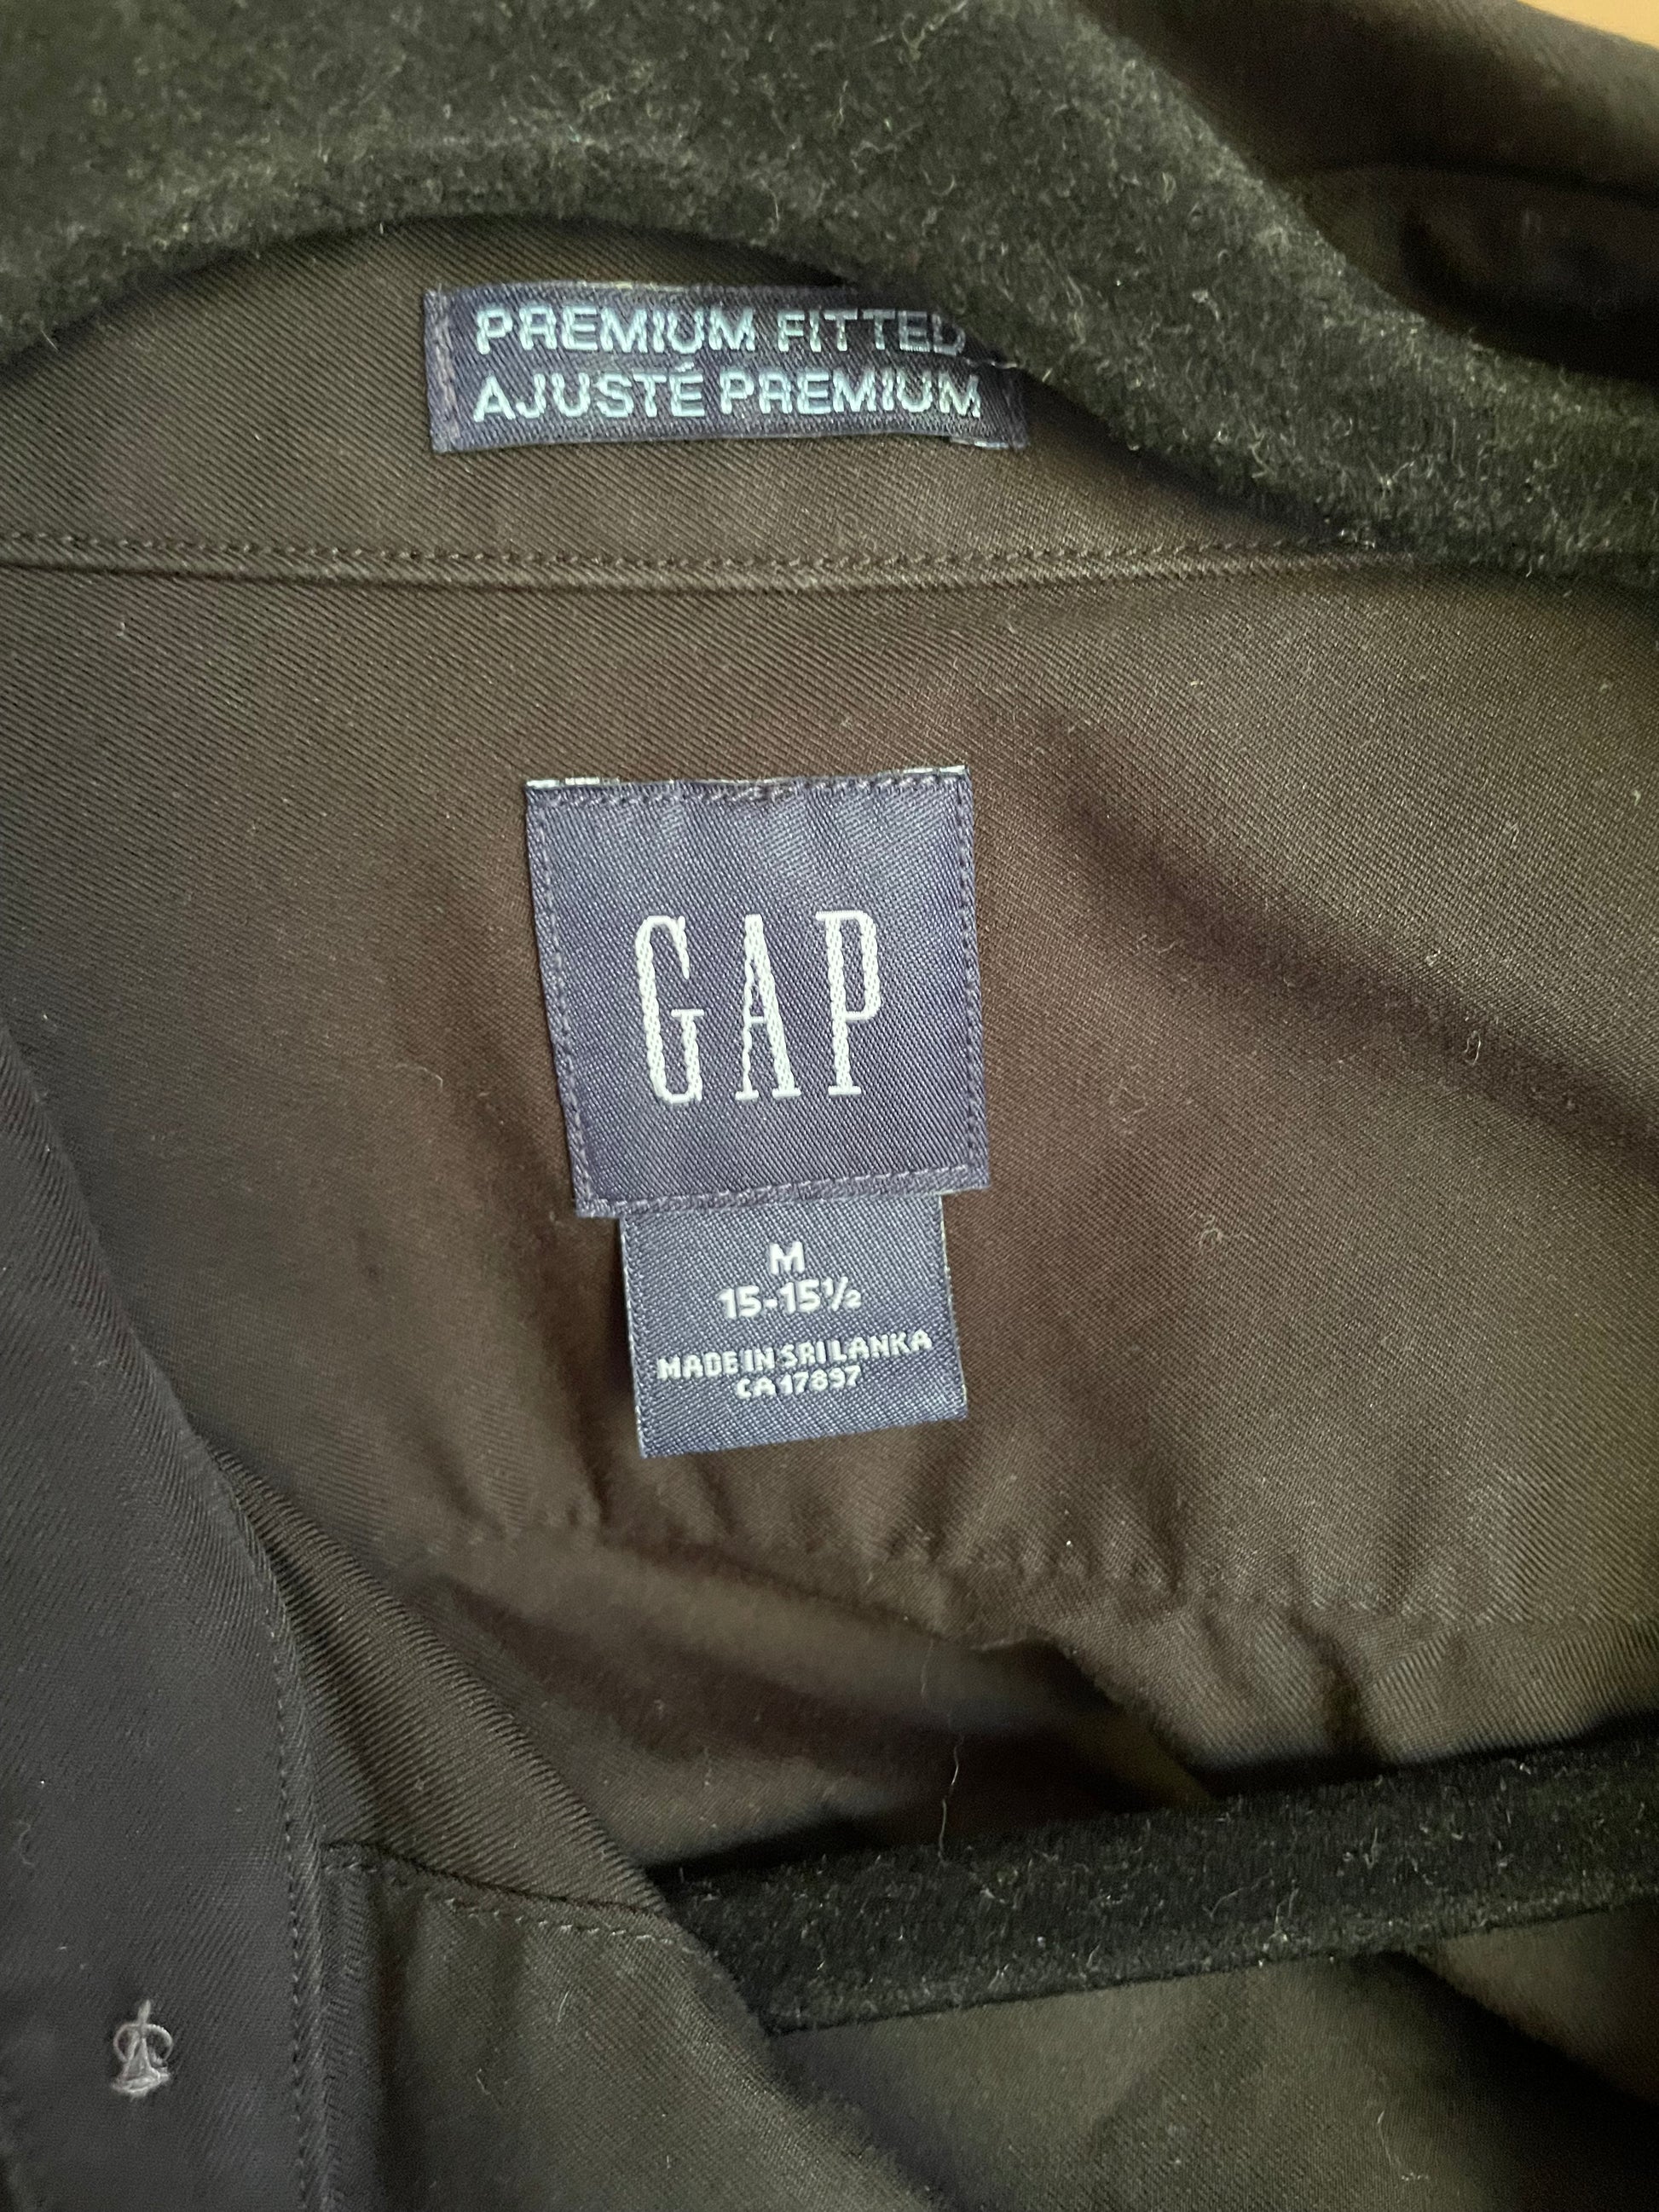 PREMIUM FITTED
AJUSTÉ PREMIUM
GAP
M
15-15½
MADE IN SRI LANKA
CA 17897